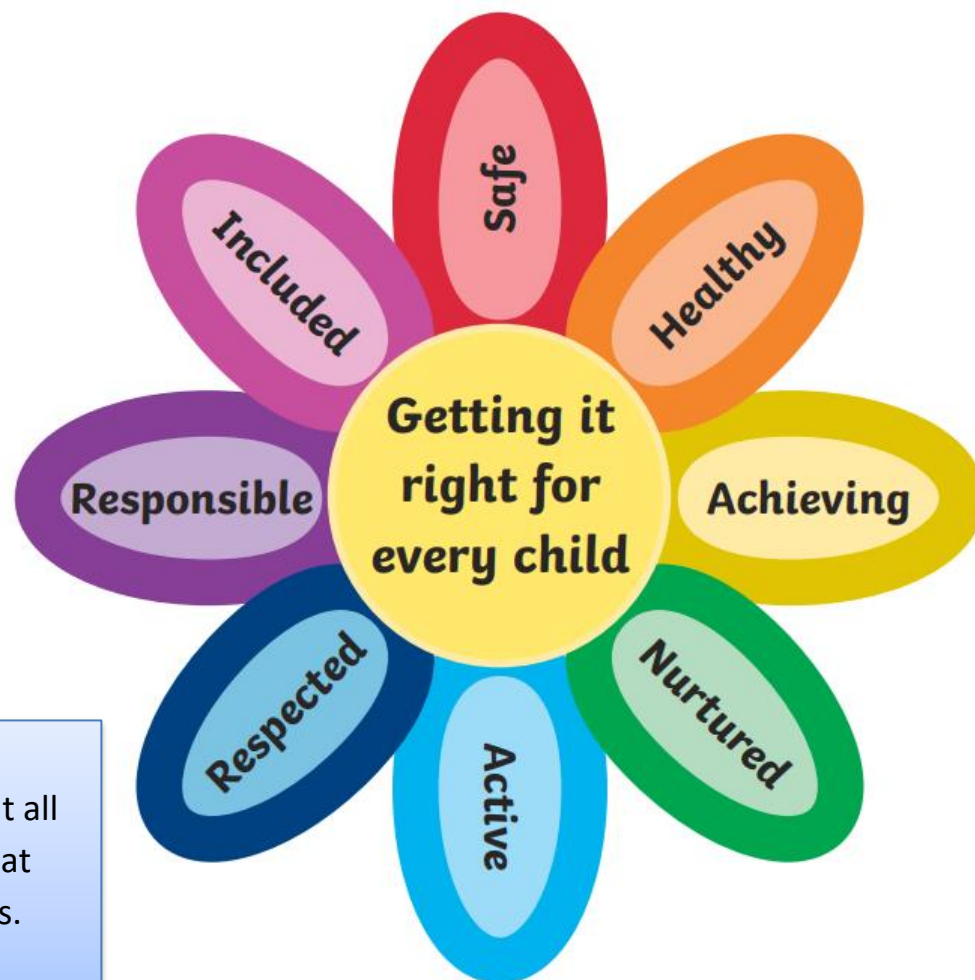 Safe
Healthy
Achieving
Nurtured
Active
Respected
Responsible
Included
Getting it
right for
every child
all
at